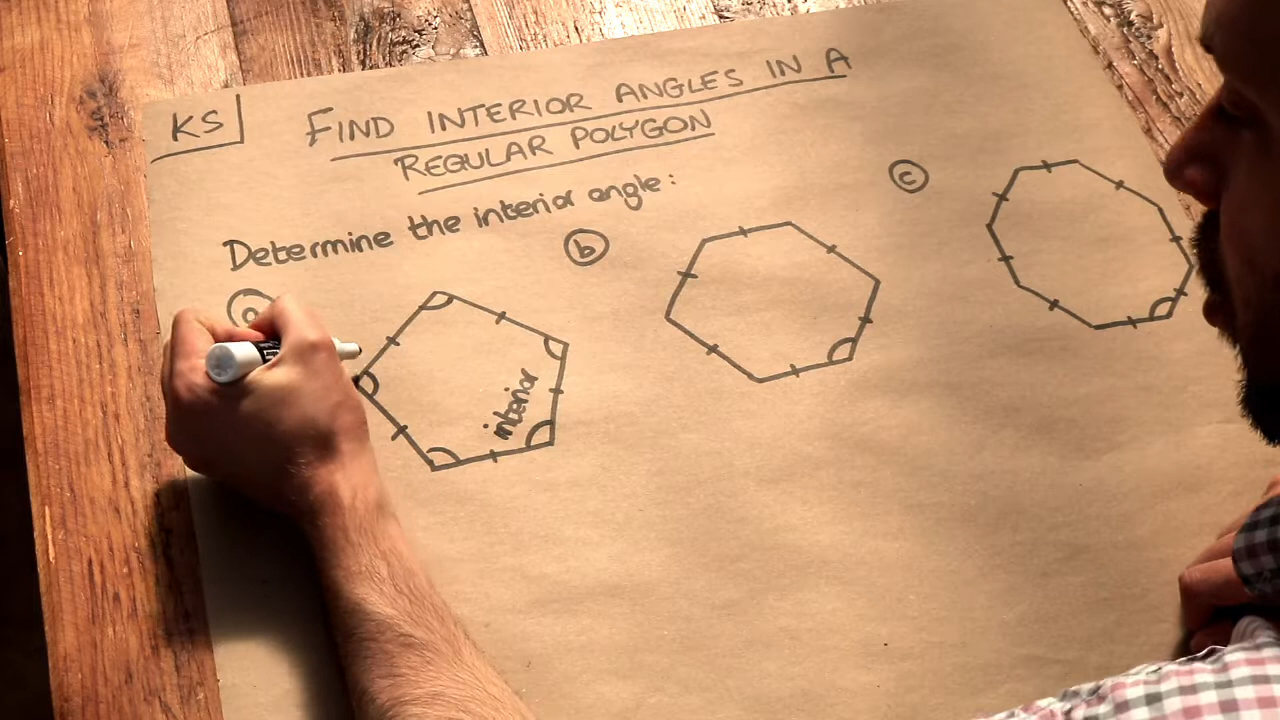 KS
FIND INTERIOR ANGLES IN A
REGULAR POLYGON
Determine the interior angle:
a
b
c
interior